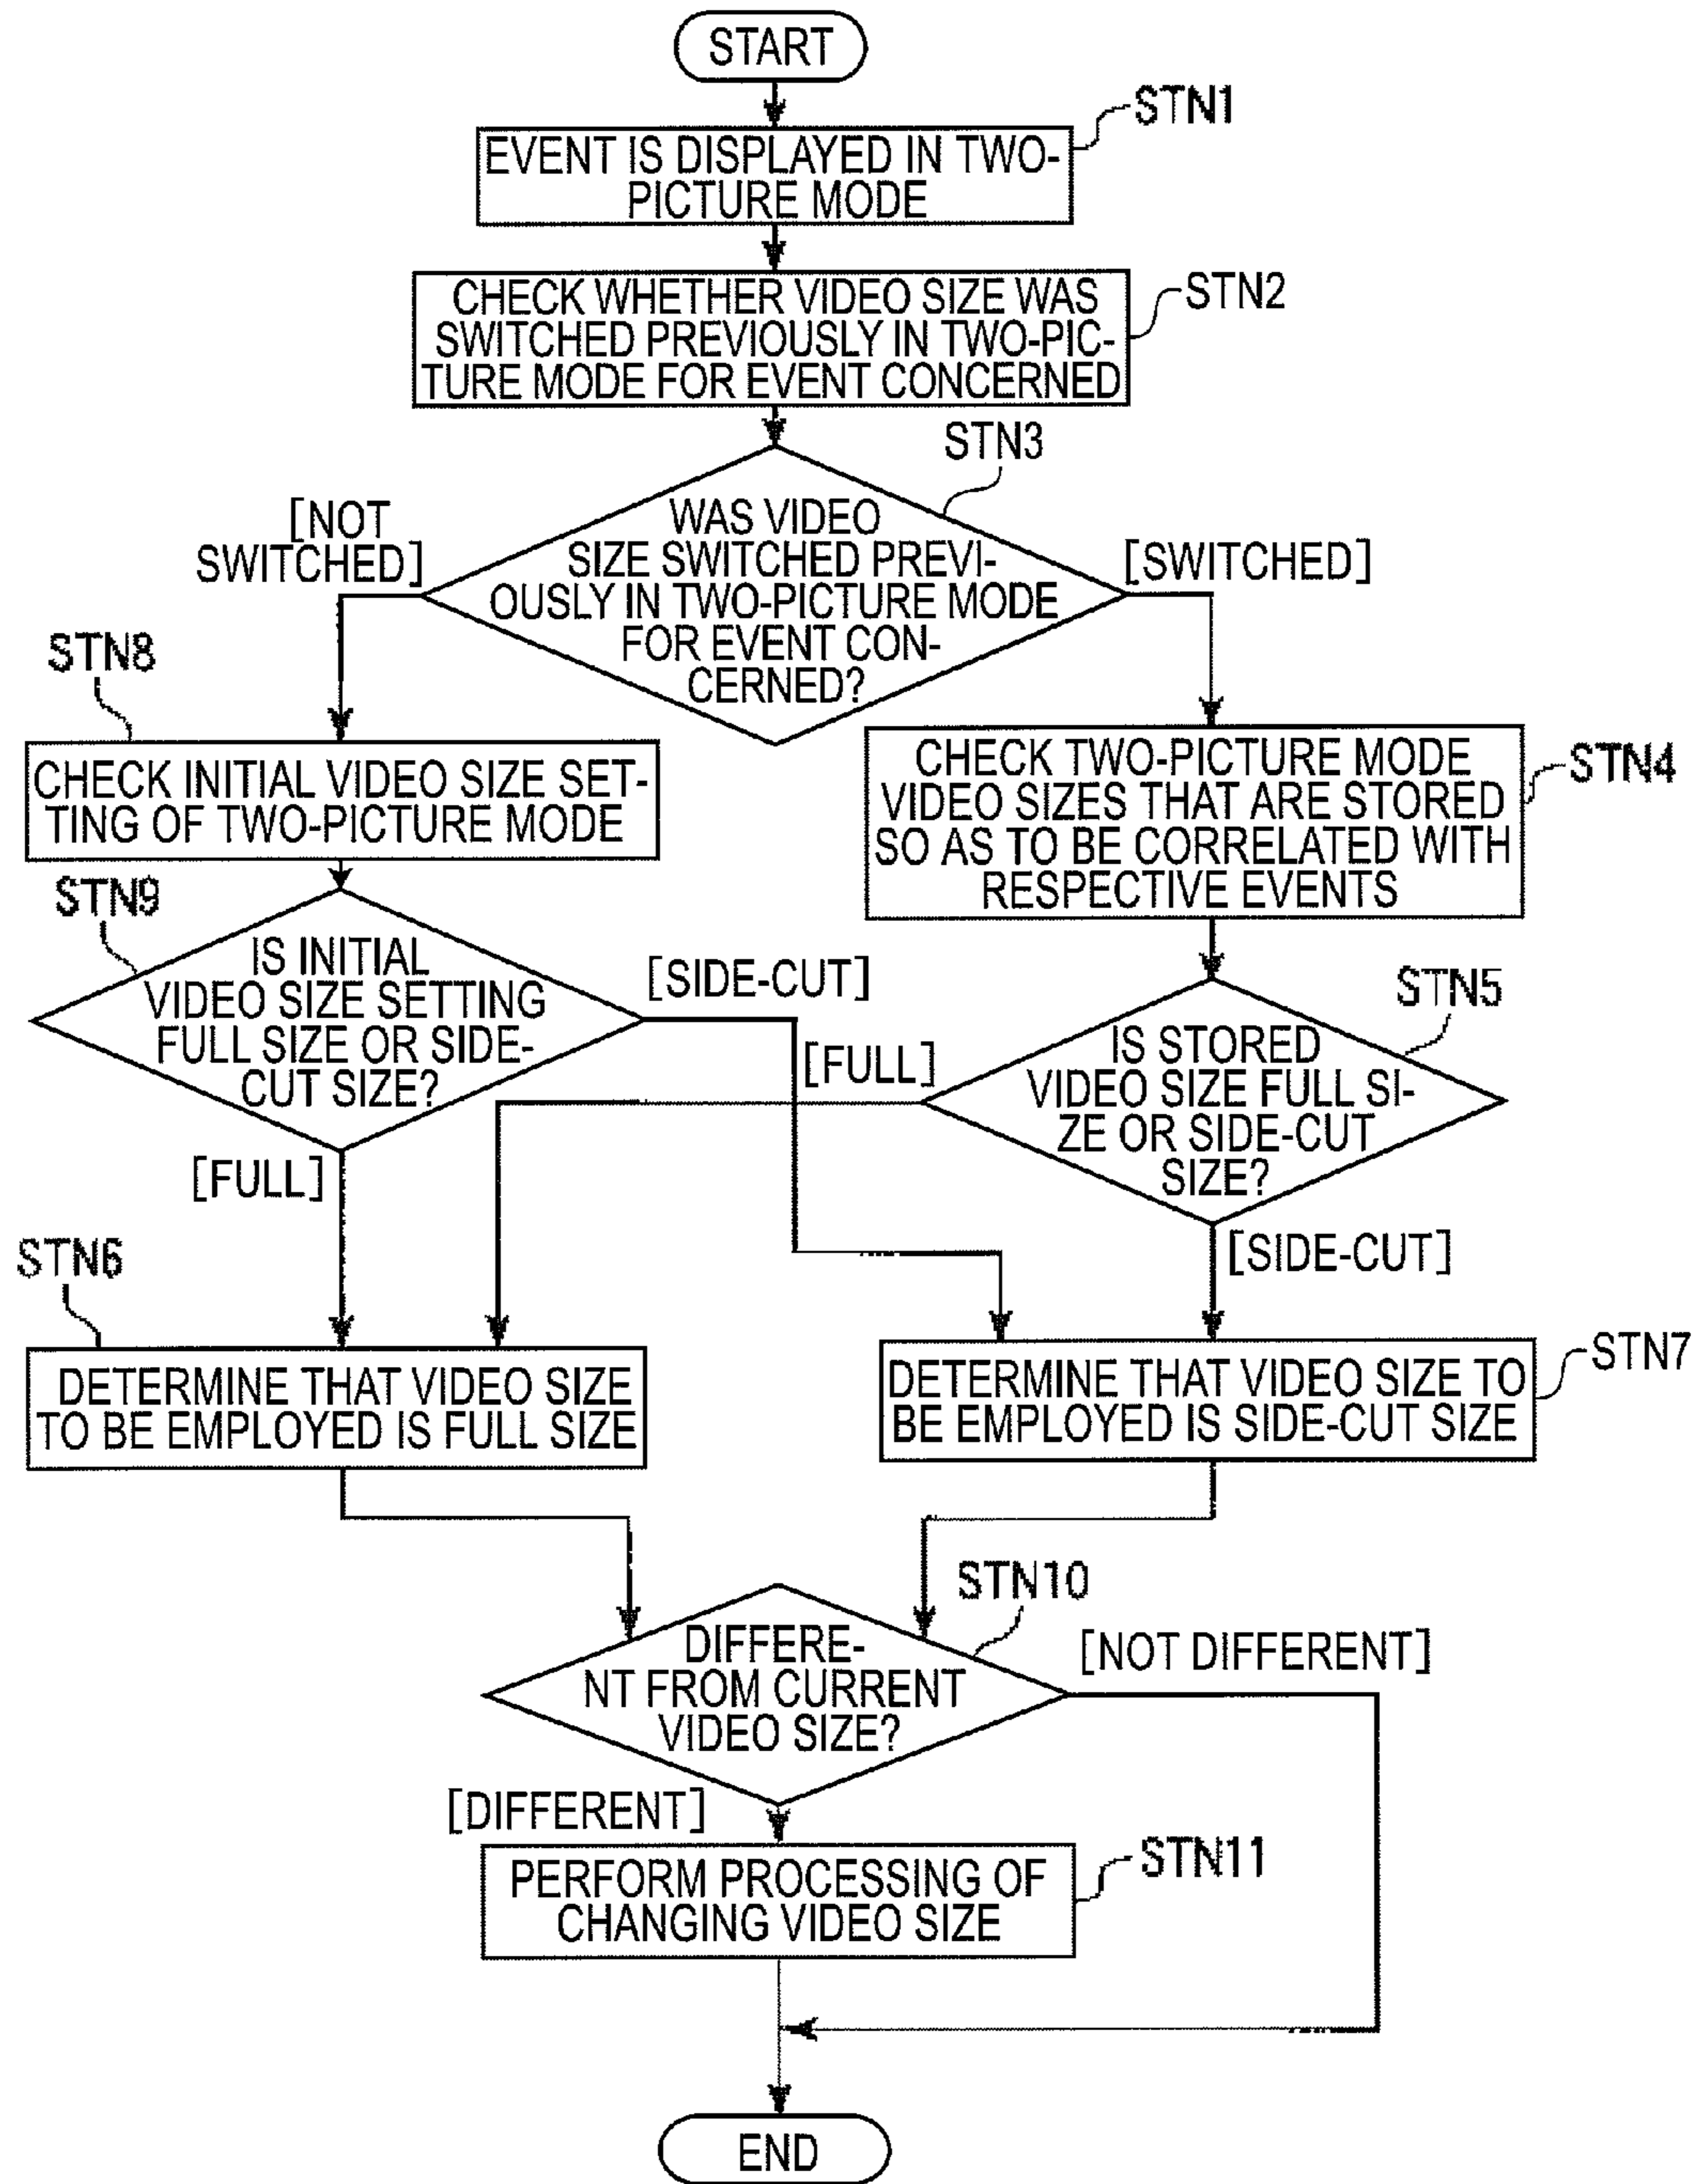 START
STN1
EVENT IS DISPLAYED IN TWO-
PICTURE MODE
STN2
CHECK WHETHER VIDEO SIZE WAS
SWITCHED PREVIOUSLY IN TWO-PIC-
TURE MODE FOR EVENT CONCERNED
STN3
WAS VIDEO
SIZE SWITCHED PREVI-
OUSLY IN TWO-PICTURE MODE
FOR EVENT CON-
CERNED?
[NOT
SWITCHED]
[SWITCHED]
STN8
CHECK INITIAL VIDEO SIZE SET-
TING OF TWO-PICTURE MODE
STN4
CHECK TWO-PICTURE MODE
VIDEO SIZES THAT ARE STORED
SO AS TO BE CORRELATED WITH
RESPECTIVE EVENTS
STN9
IS INITIAL
VIDEO SIZE SETTING
FULL SIZE OR SIDE-
CUT SIZE?
[SIDE-CUT]
[FULL]
STN5
IS STORED
VIDEO SIZE FULL SI-
ZE OR SIDE-CUT
SIZE?
[FULL]
[SIDE-CUT]
STN6
DETERMINE THAT VIDEO SIZE
TO BE EMPLOYED IS FULL SIZE
STN7
DETERMINE THAT VIDEO SIZE TO
BE EMPLOYED IS SIDE-CUT SIZE
STN10
DIFFERE-
NT FROM CURRENT
VIDEO SIZE?
[NOT DIFFERENT]
[DIFFERENT]
STN11
PERFORM PROCESSING OF
CHANGING VIDEO SIZE
END